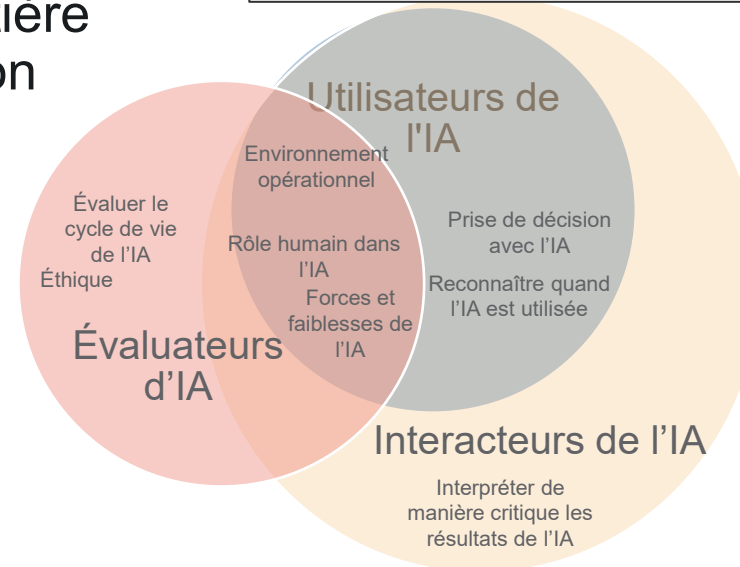 Utilisateurs de
l'IA
Environnement
opérationnel
Évaluer le
cycle de vie
de l’IA
Éthique
Rôle humain dans
l’IA
Forces et
faiblesses de
l’IA
Prise de décision
avec l’IA
Reconnaître quand
l’IA est utilisée
Évaluateurs
d’IA
Interacteurs de l’IA
Interpréter de
manière critique les
résultats de l’IA